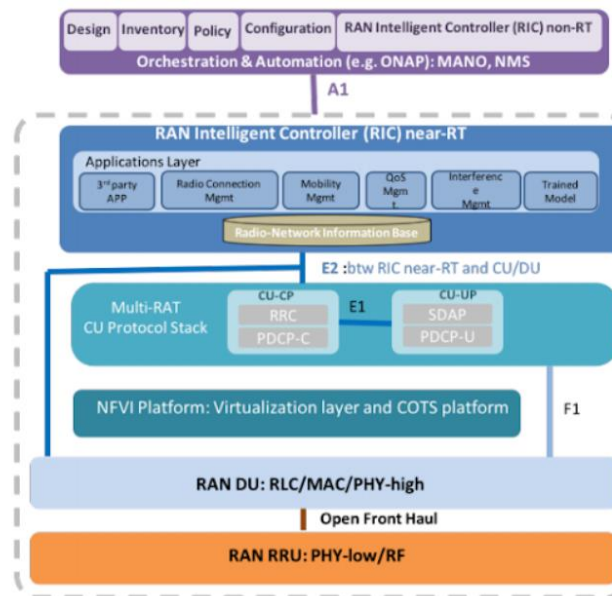 Design Inventory Policy Configuration RAN Intelligent Controller (RIC) non-RT
Orchestration & Automation (e.g. ONAP): MANO, NMS
A1
RAN Intelligent Controller (RIC) near-RT
Applications Layer
3rd party
APP
Radio Connection
Mgmt
Mobility
Mgmt
QoS
Mgm
t.
Interferenc
e Mgmt
Trained
Model
Radio-Network Information Base
E2 :btw RIC near-RT and CU/DU
Multi-RAT
CU Protocol Stack
CU-CP
RRC
PDCP-C
E1
CU-UP
SDAP
PDCP-U
NFVI Platform: Virtualization layer and COTS platform
F1
RAN DU: RLC/MAC/PHY-high
Open Front Haul
RAN RRU: PHY-low/RF